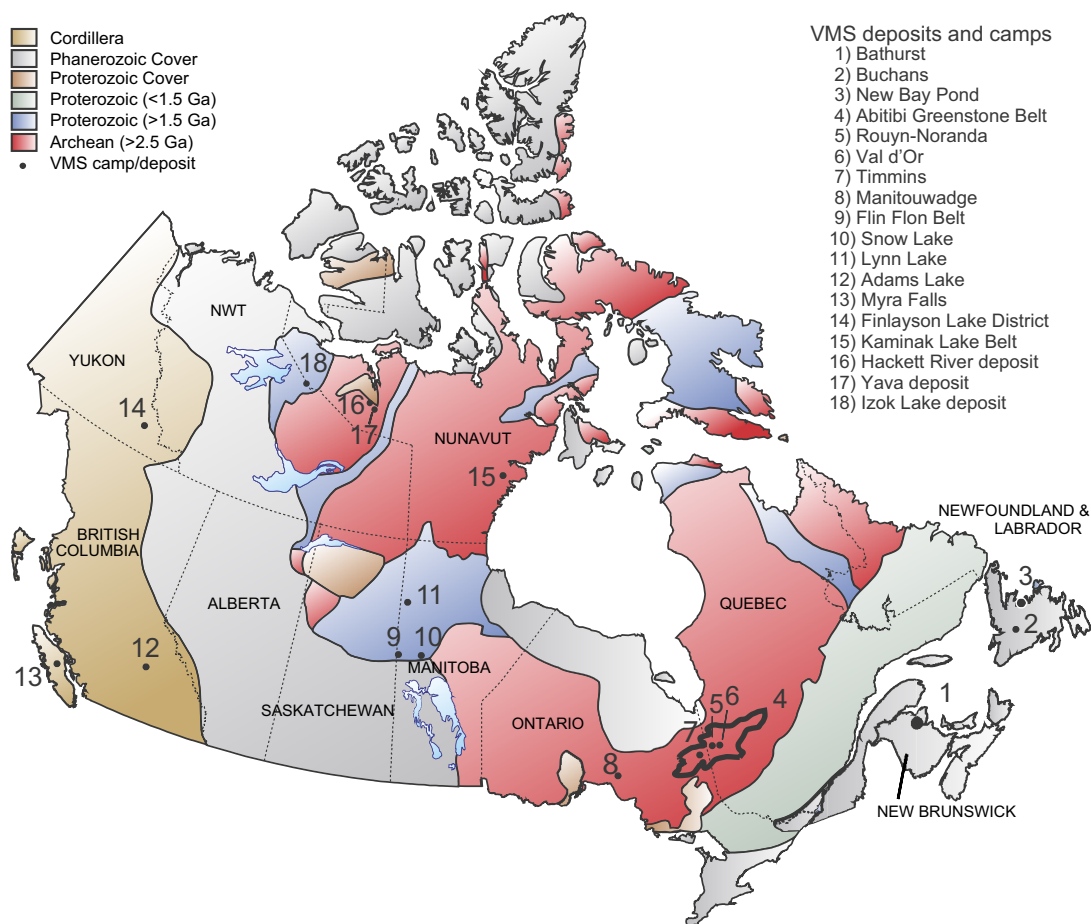 Cordillera
Phanerozoic Cover
Proterozoic Cover
Proterozoic (<1.5 Ga)
Proterozoic (>1.5 Ga)
Archean (>2.5 Ga)
VMS camp/deposit
VMS deposits and camps
1) Bathurst
2) Buchans
3) New Bay Pond
4) Abitibi Greenstone Belt
5) Rouyn-Noranda
6) Val d'Or
7) Timmins
8) Manitouwadge
9) Flin Flon Belt
10) Snow Lake
11) Lynn Lake
12) Adams Lake
13) Myra Falls
14) Finlayson Lake District
15) Kaminak Lake Belt
16) Hackett River deposit
17) Yava deposit
18) Izok Lake deposit
NWT
YUKON
18
14
16
17
NUNAVUT
15
NEWFOUNDLAND &
LABRADOR
BRITISH
COLUMBIA
ALBERTA
11
QUEBEC
3
2
12
13
9
10
MANITOBA
SASKATCHEWAN
ONTARIO
5
6
4
7
8
1
NEW BRUNSWICK